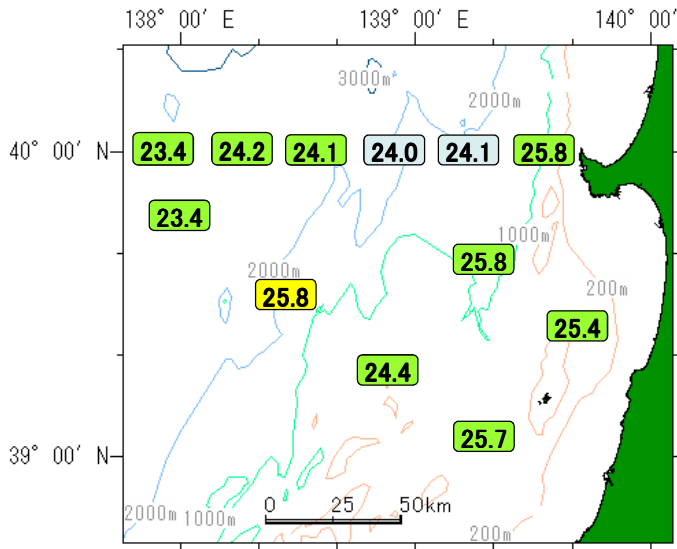 138° 00′ E 139° 00′ E 140° 00′
3000m
2000m
40° 00′ N
23.4 24.2 24.1 24.0 24.1 25.8
23.4
1000m
25.8
2000m
25.8
200m
25.4
24.4
25.7
39° 00′ N
0 25 50km
2000m
1000m
200m